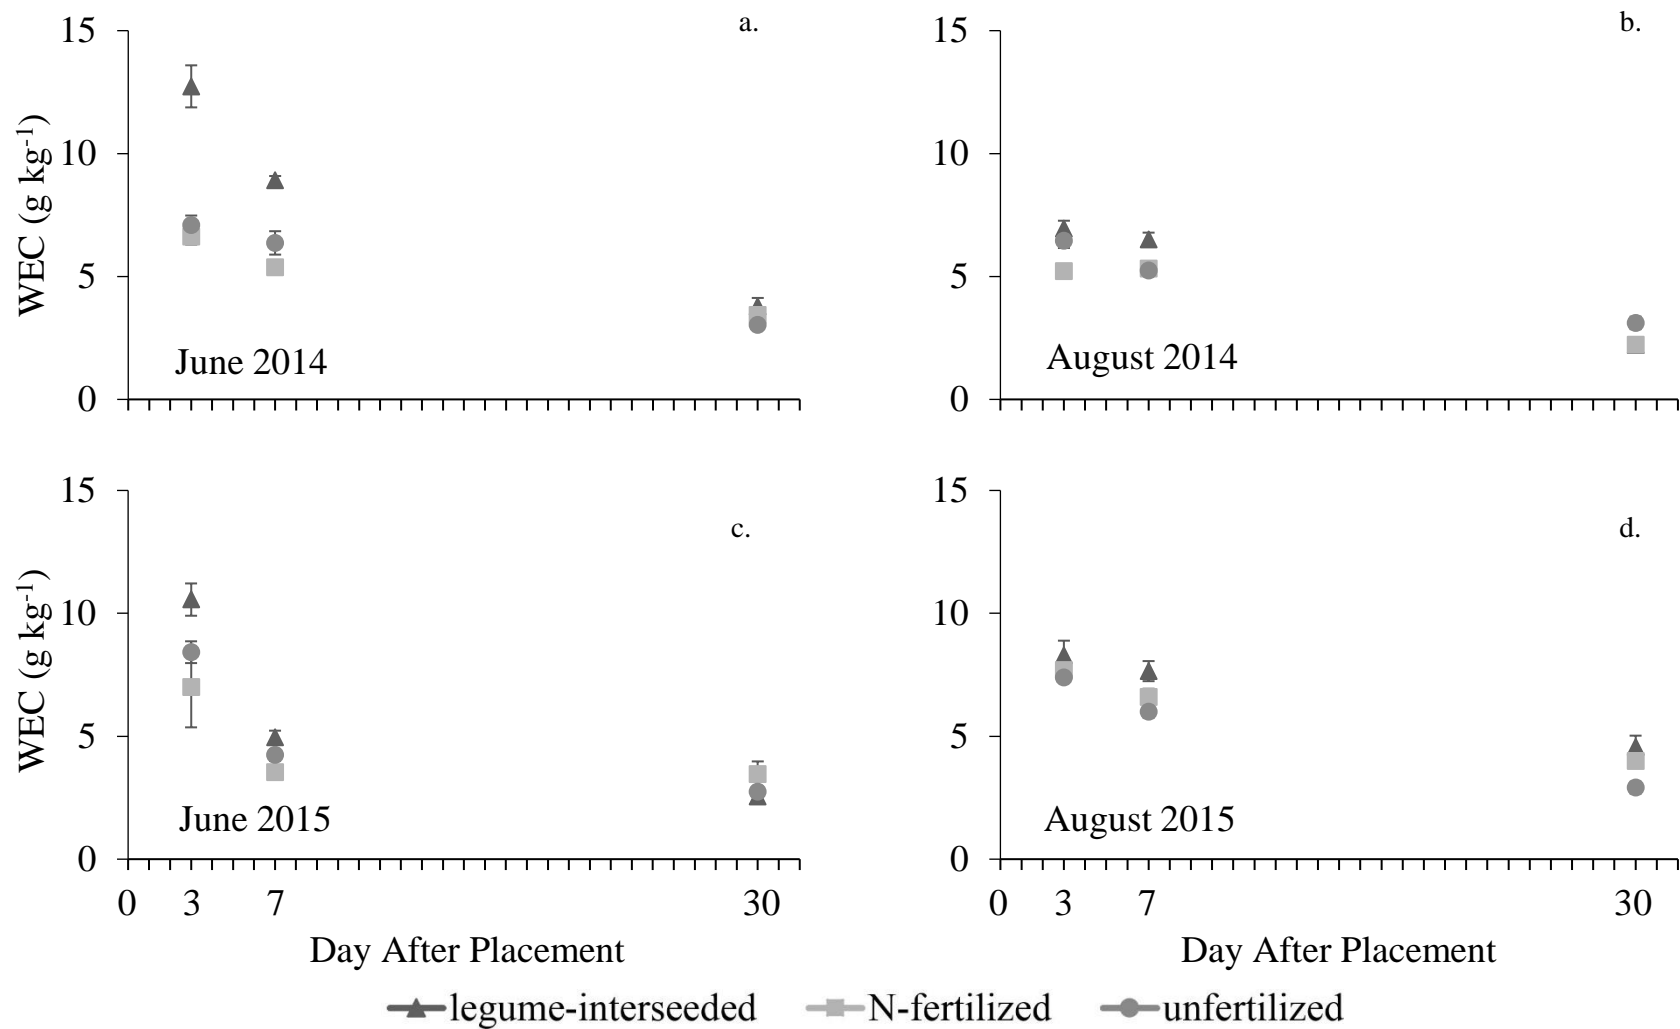 15
a.
10
5
0
WEC (g kg-1)
June 2014
15
b.
10
5
0
August 2014
15
c.
10
5
0
WEC (g kg-1)
June 2015
0 3 7 30
Day After Placement
15
d.
10
5
0
August 2015
0 3 7 30
Day After Placement
legume-interseeded N-fertilized unfertilized